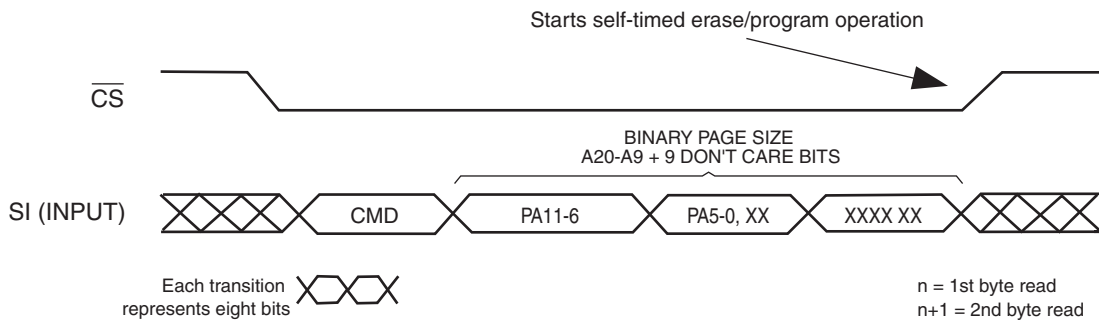 Starts self-timed erase/program operation
CS
BINARY PAGE SIZE
A20-A9 + 9 DON'T CARE BITS
SI (INPUT)
CMD
PA11-6
PA5-0, XX
XXXX XX
Each transition
represents eight bits
n = 1st byte read
n+1 = 2nd byte read